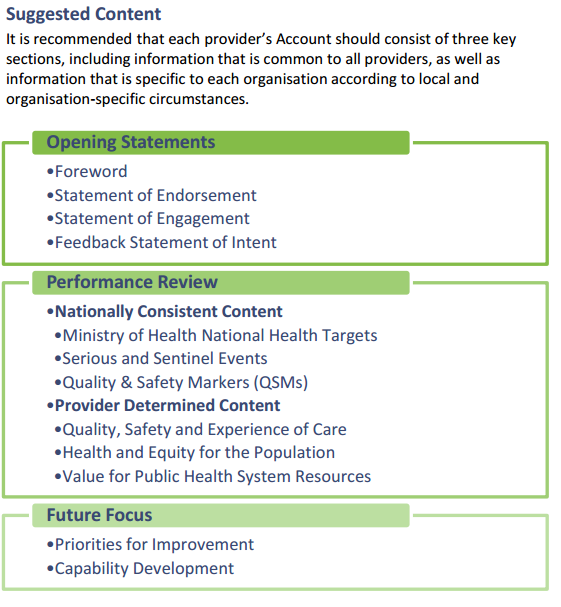 Suggested Content
It is recommended that each provider's Account should consist of three key
sections, including information that is common to all providers, as well as
information that is specific to each organisation according to local and
organisation-specific circumstances.
Opening Statements
•Foreword
•Statement of Endorsement
•Statement of Engagement
•Feedback Statement of Intent
Performance Review
•Nationally Consistent Content
•Ministry of Health National Health Targets
•Serious and Sentinel Events
•Quality & Safety Markers (QSMs)
•Provider Determined Content
•Quality, Safety and Experience of Care
•Health and Equity for the Population
•Value for Public Health System Resources
Future Focus
•Priorities for Improvement
•Capability Development